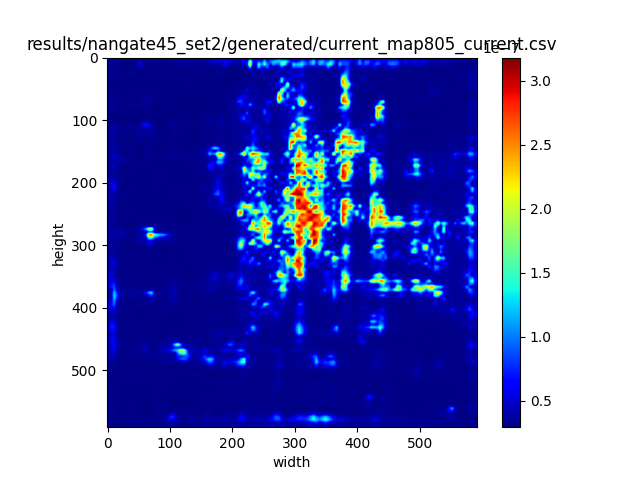 results/nangate45_set2/generated/current_map805_current.csv
1e−7
0
100
200
300
400
500
height
0 100 200 300 400 500
width
3.0
2.5
2.0
1.5
1.0
0.5